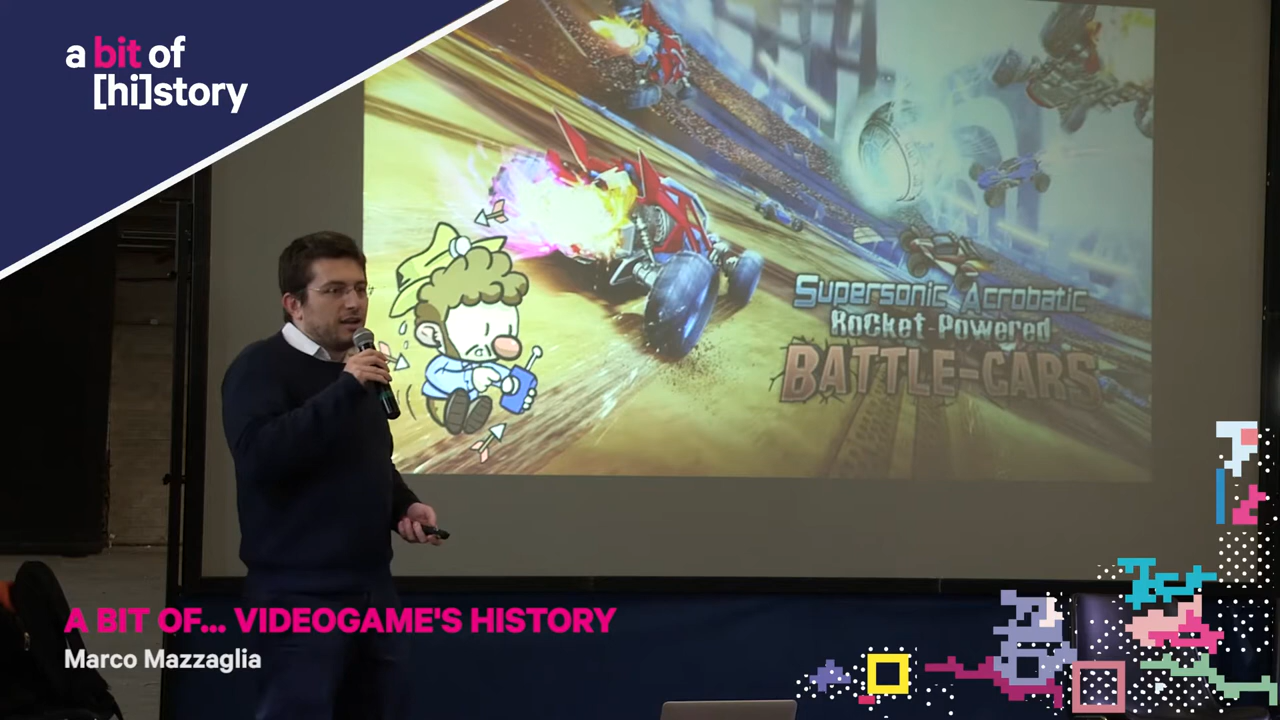 a bit of
[hi]story
Supersonic Acrobatic
Rocket-Powered
BATTLE-CARS
A BIT OF... VIDEOGAME'S HISTORY
Marco Mazzaglia